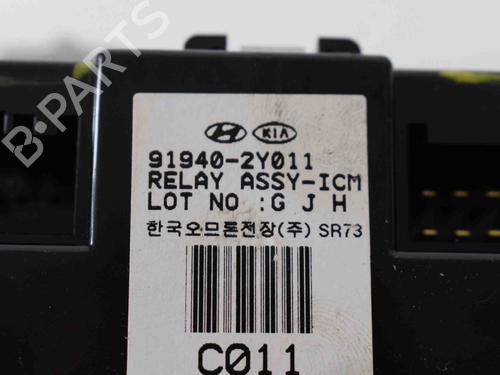 KIA
91940-2Y011
RELAY ASSY-ICM
LOT NO :G J H
한국오므론전장(주) SR73
C011
B-PARTS